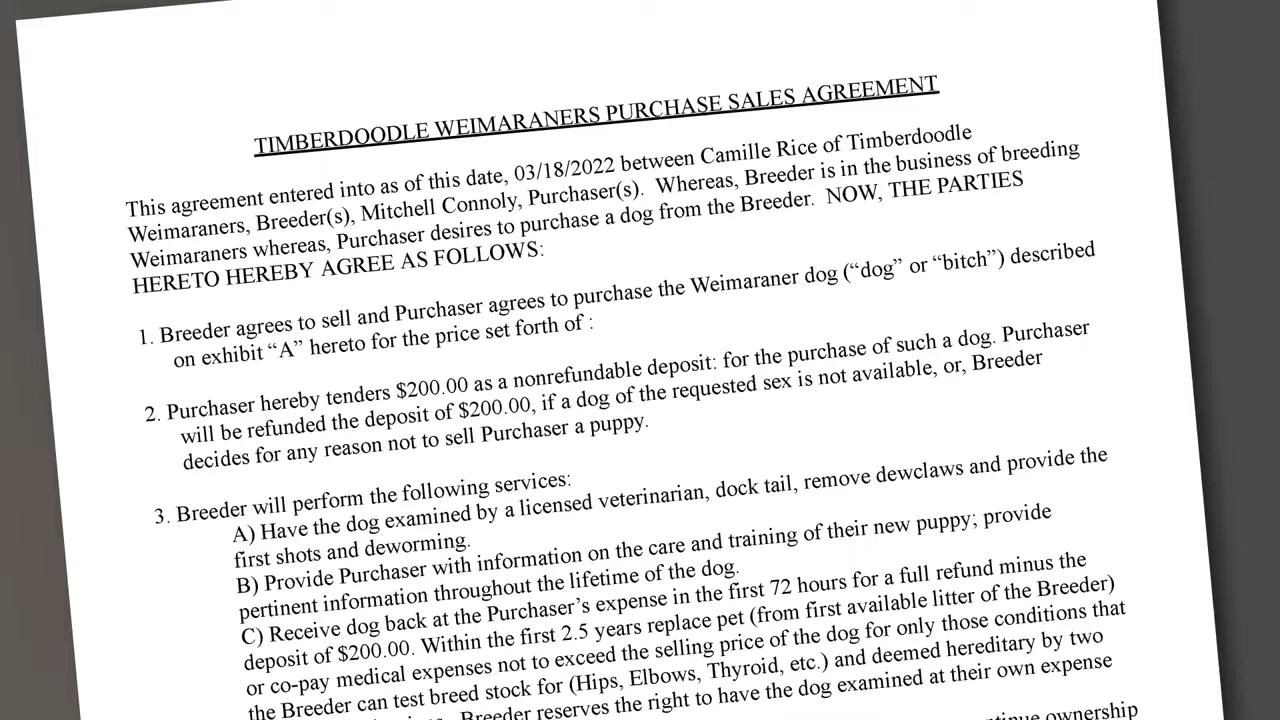 TIMBERDOODLE WEIMARANERS PURCHASE SALES AGREEMENT
This agreement entered into as of this date, 03/18/2022 between Camille Rice of Timberdoodle
Weimaraners, Breeder(s), Mitchell Connoly, Purchaser(s).  Whereas, Breeder is in the business of breeding
Weimaraners whereas, Purchaser desires to purchase a dog from the Breeder.  NOW, THE PARTIES
HERETO HEREBY AGREE AS FOLLOWS:
1. Breeder agrees to sell and Purchaser agrees to purchase the Weimaraner dog (“dog” or “bitch”) described
on exhibit “A” hereto for the price set forth of :
2. Purchaser hereby tenders $200.00 as a nonrefundable deposit: for the purchase of such a dog. Purchaser
will be refunded the deposit of $200.00, if a dog of the requested sex is not available, or, Breeder
decides for any reason not to sell Purchaser a puppy.
3. Breeder will perform the following services:
A) Have the dog examined by a licensed veterinarian, dock tail, remove dewclaws and provide the
first shots and deworming.
B) Provide Purchaser with information on the care and training of their new puppy; provide
pertinent information throughout the lifetime of the dog.
C) Receive dog back at the Purchaser’s expense in the first 72 hours for a full refund minus the
deposit of $200.00. Within the first 2.5 years replace pet (from first available litter of the Breeder)
or co-pay medical expenses not to exceed the selling price of the dog for only those conditions that
the Breeder can test breed stock for (Hips, Elbows, Thyroid, etc.) and deemed hereditary by two
Breeder reserves the right to have the dog examined at their own expense
ownership